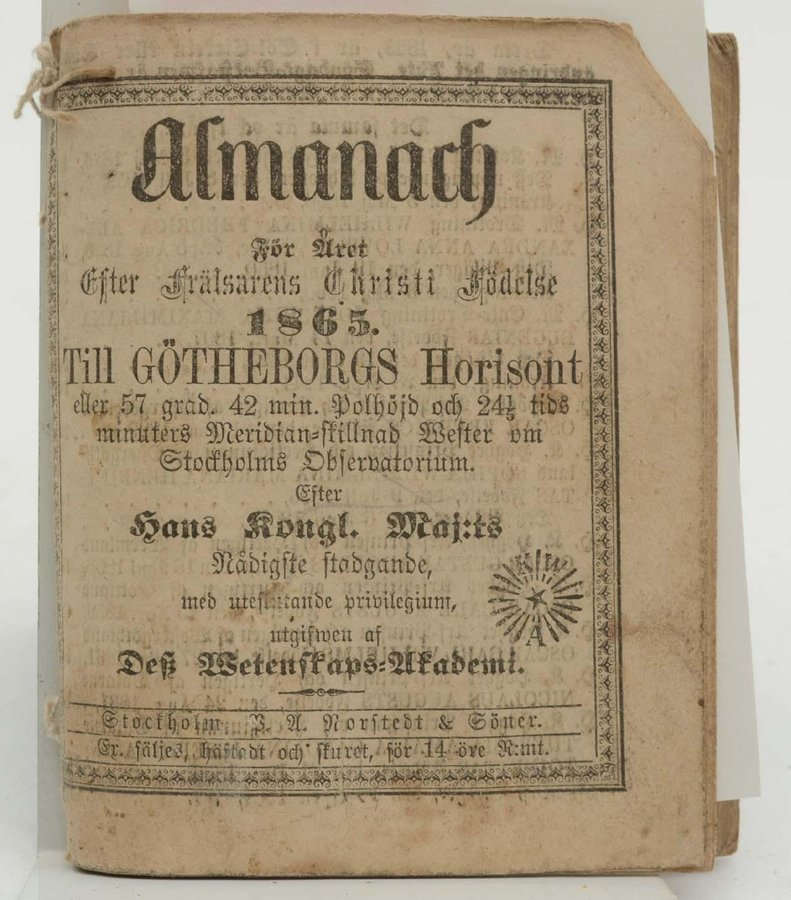 Almanach
För Året
Efter Frälsarens Christi Födelse
1865.
Till GÖTHEBORGS Horisont
eller 57 grad. 42 min. Polhöjd och 24½ tids
minuters Meridian-skillnad Wester om
Stockholms Observatorium.
Efter
Hans Kongl. Maj:ts
Nådigste stadgande,
med uteslutande privilegium,
utgifwen af
Deß Wetenskaps-Akademi.
Stockholm, P. A. Norstedt & Söner.
Ex. säljes, häftadt och skuret, för 14 öre R:mt.
K W
A